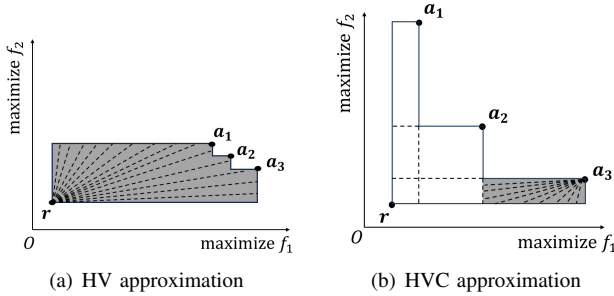 maximize f₂
a₁
a₂
a₃
r
O
maximize f₁
(a) HV approximation
maximize f₂
a₁
a₂
a₃
r
O
maximize f₁
(b) HVC approximation